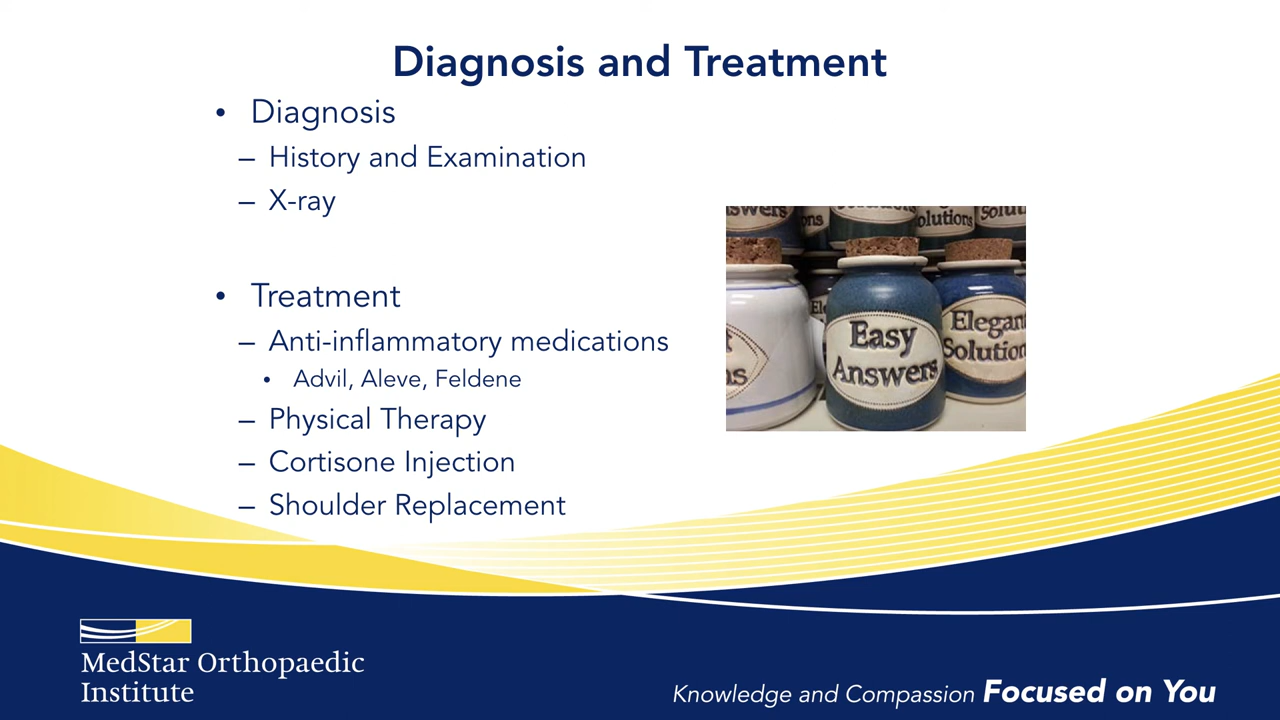 Diagnosis and Treatment
• Diagnosis
– History and Examination
– X-ray
• Treatment
– Anti-inflammatory medications
• Advil, Aleve, Feldene
– Physical Therapy
– Cortisone Injection
– Shoulder Replacement
Easy
Answers
Elegant
Solution
MedStar Orthopaedic
Institute
Knowledge and Compassion Focused on You